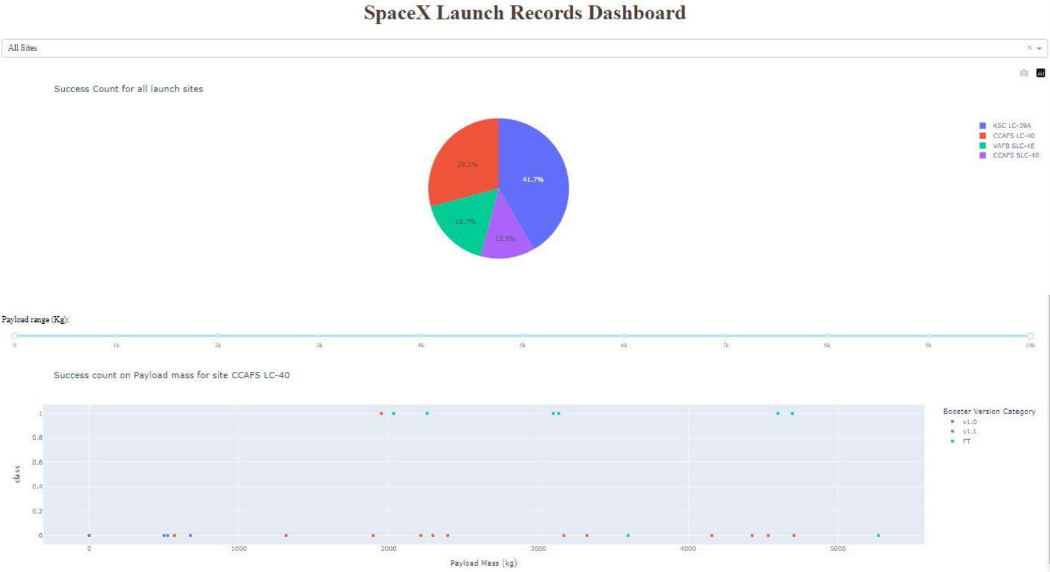 SpaceX Launch Records Dashboard
All Sites
Success Count for all launch sites
KSC LC-39A
CCAFS LC-40
VAFB SLC-4E
CCAFS SLC-40
29.2%
41.7%
16.7%
12.5%
Payload range (Kg):
0 1k 2k 3k 4k 5k 6k 7k 8k 9k 10k
Success count on Payload mass for site CCAFS LC-40
Booster Version Category
v1.0
v1.1
FT
class
1
0.8
0.6
0.4
0.2
0
0 1000 2000 3000 4000 5000
Payload Mass (kg)